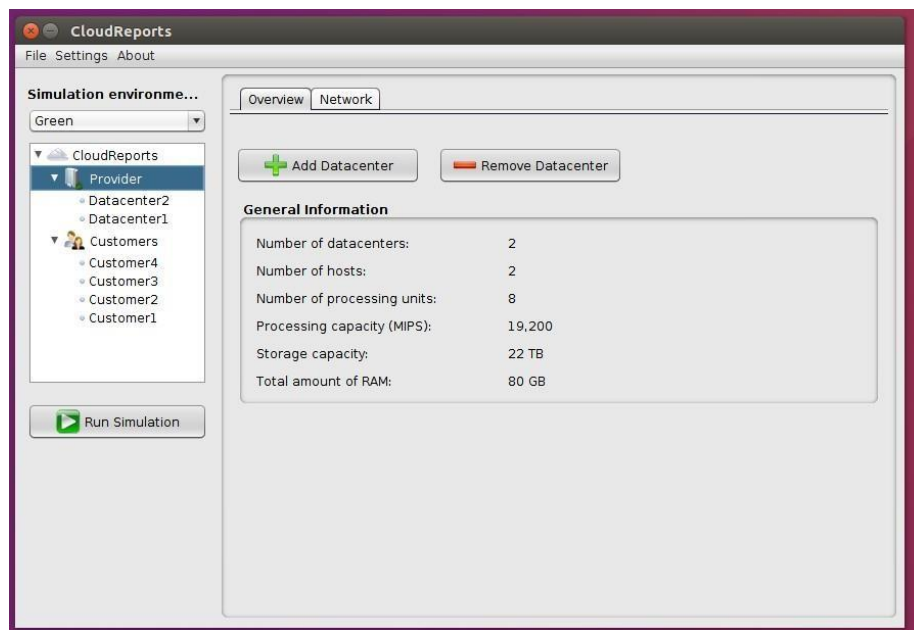 CloudReports
File Settings About
Simulation environme...
Green
CloudReports
Provider
Datacenter2
Datacenter1
Customers
Customer4
Customer3
Customer2
Customer1
Run Simulation
Overview Network
Add Datacenter Remove Datacenter
General Information
Number of datacenters: 2
Number of hosts: 2
Number of processing units: 8
Processing capacity (MIPS): 19,200
Storage capacity: 22 TB
Total amount of RAM: 80 GB